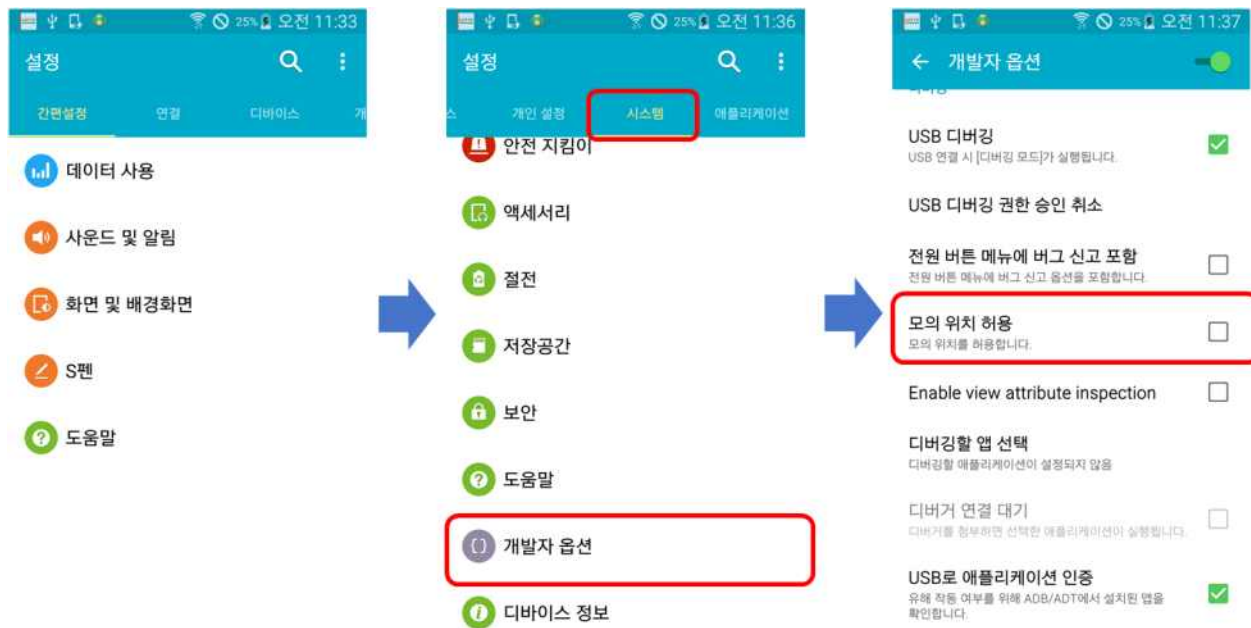 25% 오전 11:33
설정
간편설정 연결 디바이스 개
데이터 사용
사운드 및 알림
화면 및 배경화면
S펜
도움말
25% 오전 11:36
설정
스 개인 설정 시스템 애플리케이션
안전 지킴이
액세서리
절전
저장공간
보안
도움말
개발자 옵션
디바이스 정보
25% 오전 11:37
개발자 옵션
USB 디버깅
USB 연결 시 [디버깅 모드]가 실행됩니다.
USB 디버깅 권한 승인 취소
전원 버튼 메뉴에 버그 신고 포함
전원 버튼 메뉴에 버그 신고 옵션을 포함합니다.
모의 위치 허용
모의 위치를 허용합니다.
Enable view attribute inspection
디버깅할 앱 선택
디버깅할 애플리케이션이 설정되지 않음
디버거 연결 대기
디버거를 첨부하면 선택한 애플리케이션이 실행됩니다.
USB로 애플리케이션 인증
유해 작동 여부를 위해 ADB/ADT에서 설치된 앱을
확인합니다.